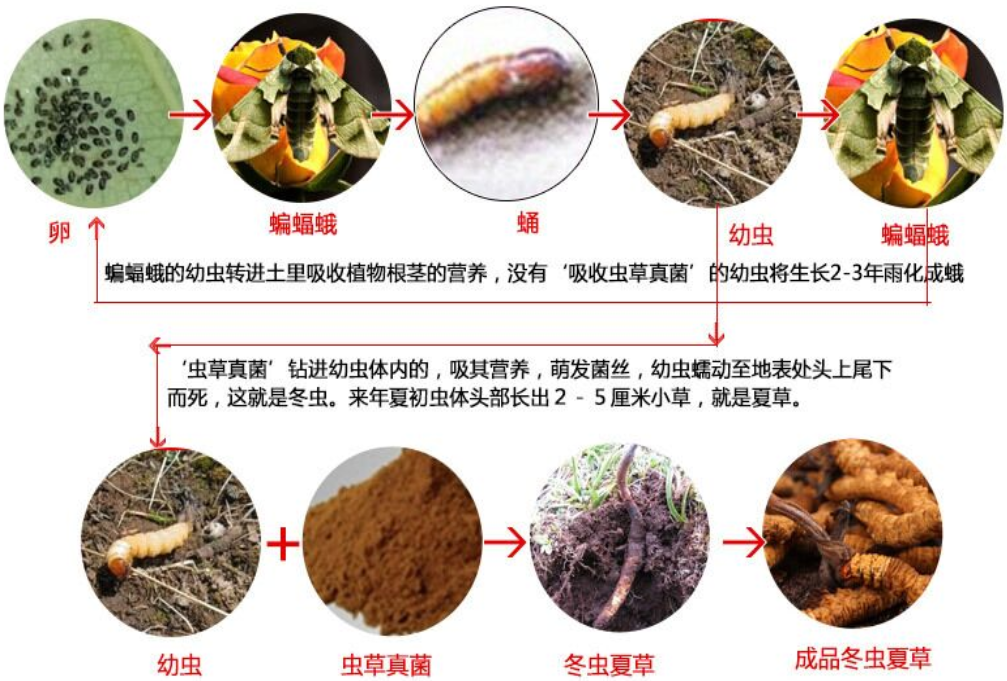 卵
蝙蝠蛾
蛹
幼虫
蝙蝠蛾
蝙蝠蛾的幼虫转进土里吸收植物根茎的营养，没有‘吸收虫草真菌’的幼虫将生长2-3年雨化成蛾
‘虫草真菌’钻进幼虫体内的，吸其营养，萌发菌丝，幼虫蠕动至地表处头上尾下
而死，这就是冬虫。来年夏初虫体头部长出２－５厘米小草，就是夏草。
幼虫
虫草真菌
冬虫夏草
成品冬虫夏草